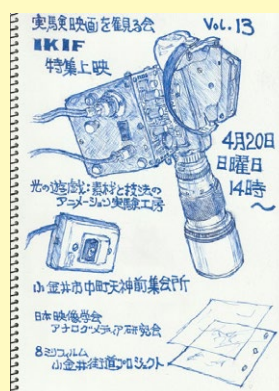 実験映画を観る会 Vol.13
IKIF
特集上映
4月20日
日曜日
14時〜
光の遊戯：素材と技法の
アニメーション実験工房
小金井市中町天神前集会所
日本映像学会
アナログメディア研究会
8ミリフィルム
小金井街道プロジェクト